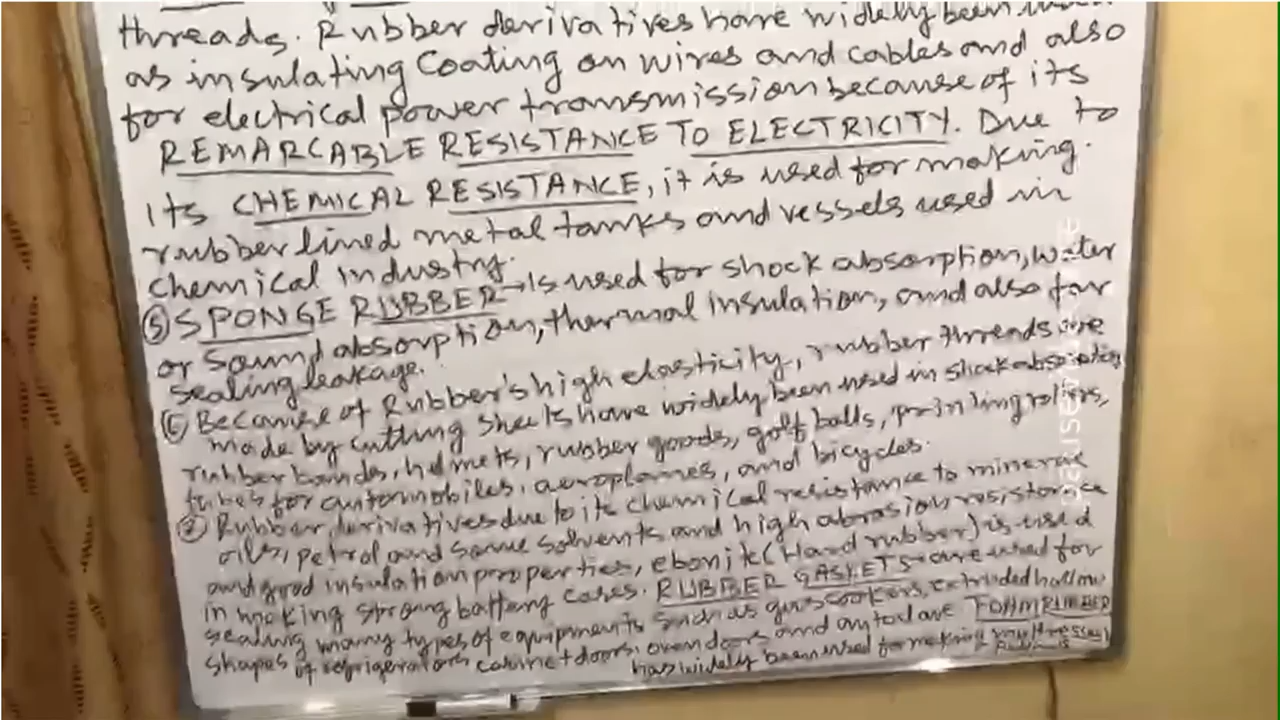 threads. Rubber derivatives have widely been
as insulating Coating on wires and cables and also
for electrical power transmission because of its
REMARCABLE RESISTANCE TO ELECTRICITY. Due to
its CHEMICAL RESISTANCE, it is used for making.
rubber lined metal tanks and vessels used in
chemical industry.
⑤ SPONGE RUBBER → is used for shock absorption, water
or sound absorption, thermal insulation, and also for
sealing leakage.
⑥ Because of Rubber's high elasticity, rubber threads are
made by cutting sheets have widely been used in shock
rubber bands, helmets, rubber goods, golf balls, printing rollers,
tubes for automobiles, aeroplanes, and bicycles.
⑦ Rubber derivatives due to its chemical resistance to mineral
oils, petrol and some solvents and high abrasion resistance
and good insulation properties, ebonite (Hard rubber) is used
in making strong battery cases. RUBBER GASKETS are used for
sealing many types of equipments such as gas cookers, extruded hollow
shapes of refrigerators cabinet doors, oven doors and autoclave FOAM RUBBER
has widely been used for making